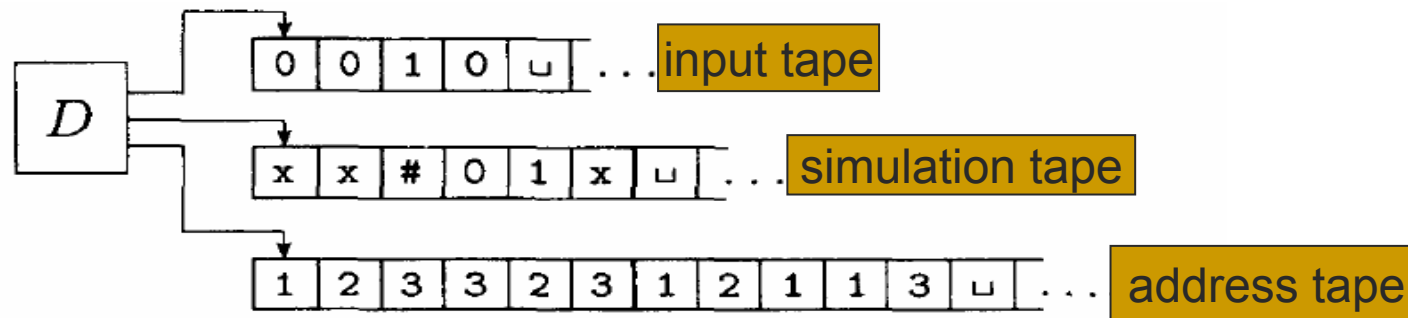 0 0 1 0 ␣ ... input tape
D
x x # 0 1 x ␣ ... simulation tape
1 2 3 3 2 3 1 2 1 1 3 ␣ ... address tape